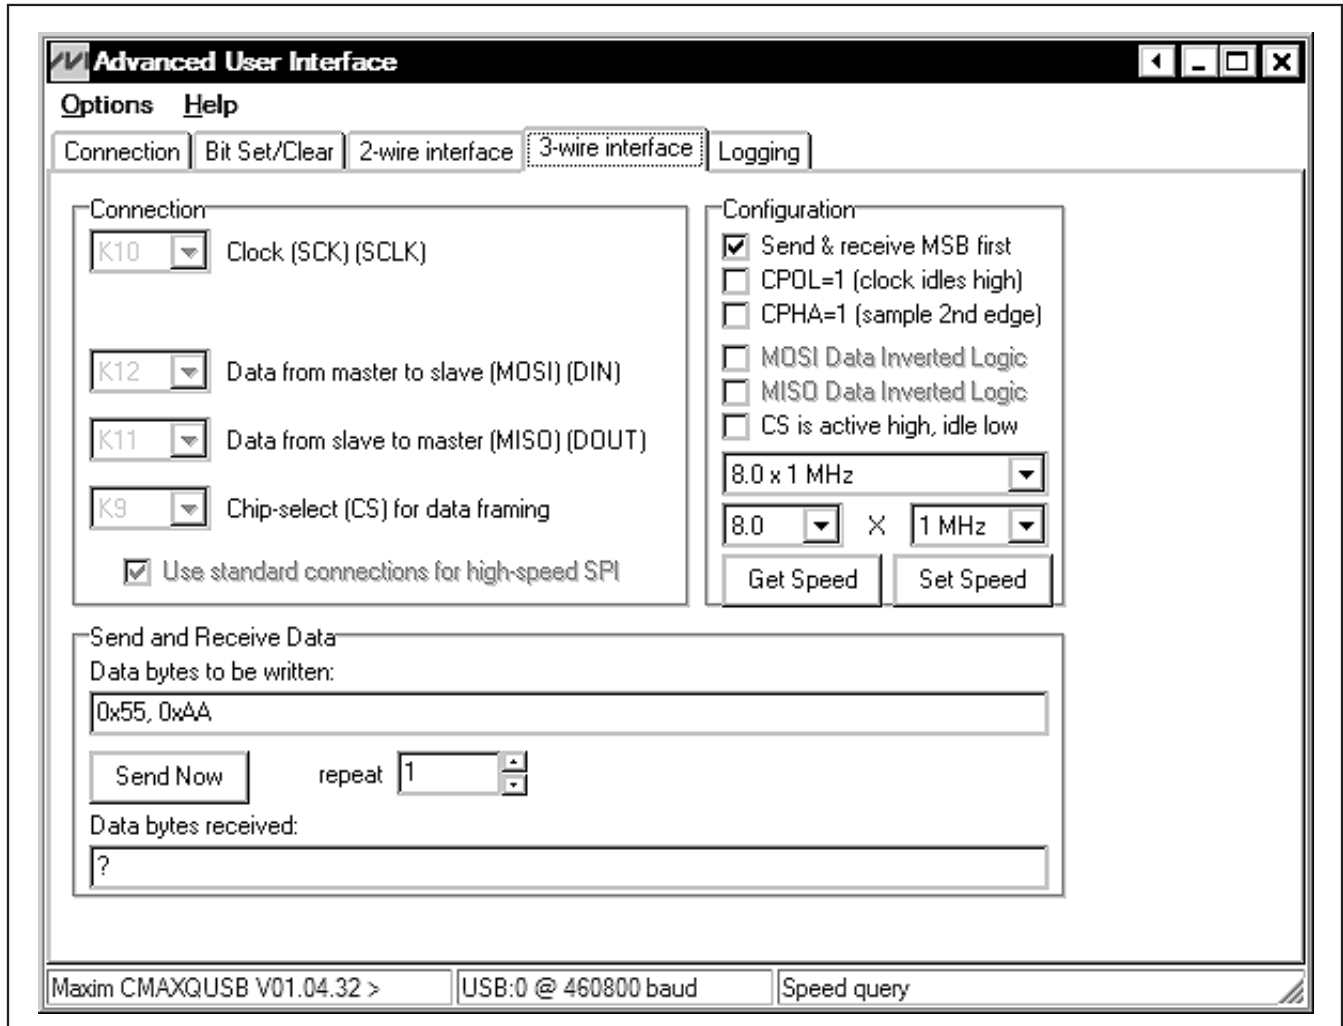 Advanced User Interface
Options Help
Connection Bit Set/Clear 2-wire interface 3-wire interface Logging
Connection
K10 Clock (SCK) (SCLK)
K12 Data from master to slave (MOSI) (DIN)
K11 Data from slave to master (MISO) (DOUT)
K9 Chip-select (CS) for data framing
Use standard connections for high-speed SPI
Configuration
Send & receive MSB first
CPOL=1 (clock idles high)
CPHA=1 (sample 2nd edge)
MOSI Data Inverted Logic
MISO Data Inverted Logic
CS is active high, idle low
8.0 x 1 MHz
8.0 X 1 MHz
Get Speed Set Speed
Send and Receive Data
Data bytes to be written:
0x55, 0xAA
Send Now repeat 1
Data bytes received:
?
Maxim CMAXQUSB V01.04.32 > USB:0 @ 460800 baud Speed query